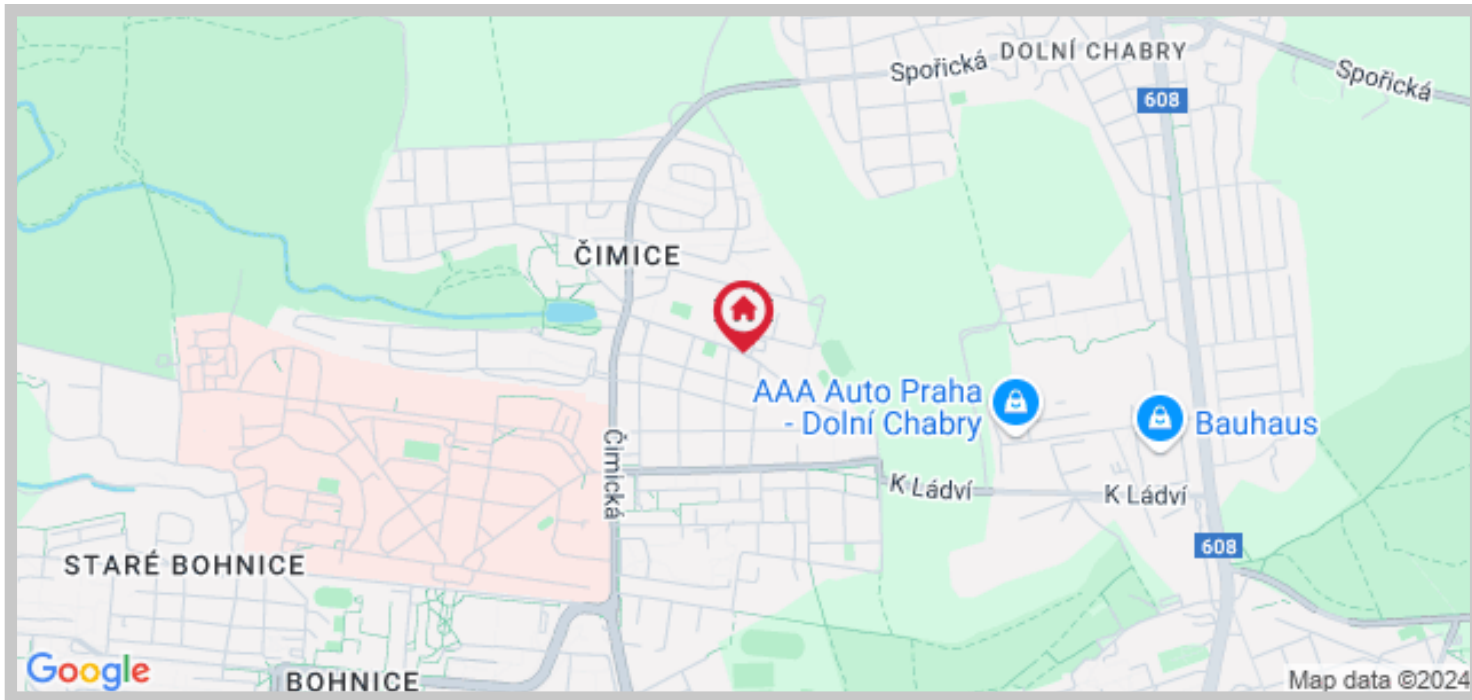 DOLNÍ CHABRY
Spořická
Spořická
608
ČIMICE
AAA Auto Praha
- Dolní Chabry
Bauhaus
Čimická
K Ládví
K Ládví
608
STARÉ BOHNICE
BOHNICE
Google
Map data ©2024